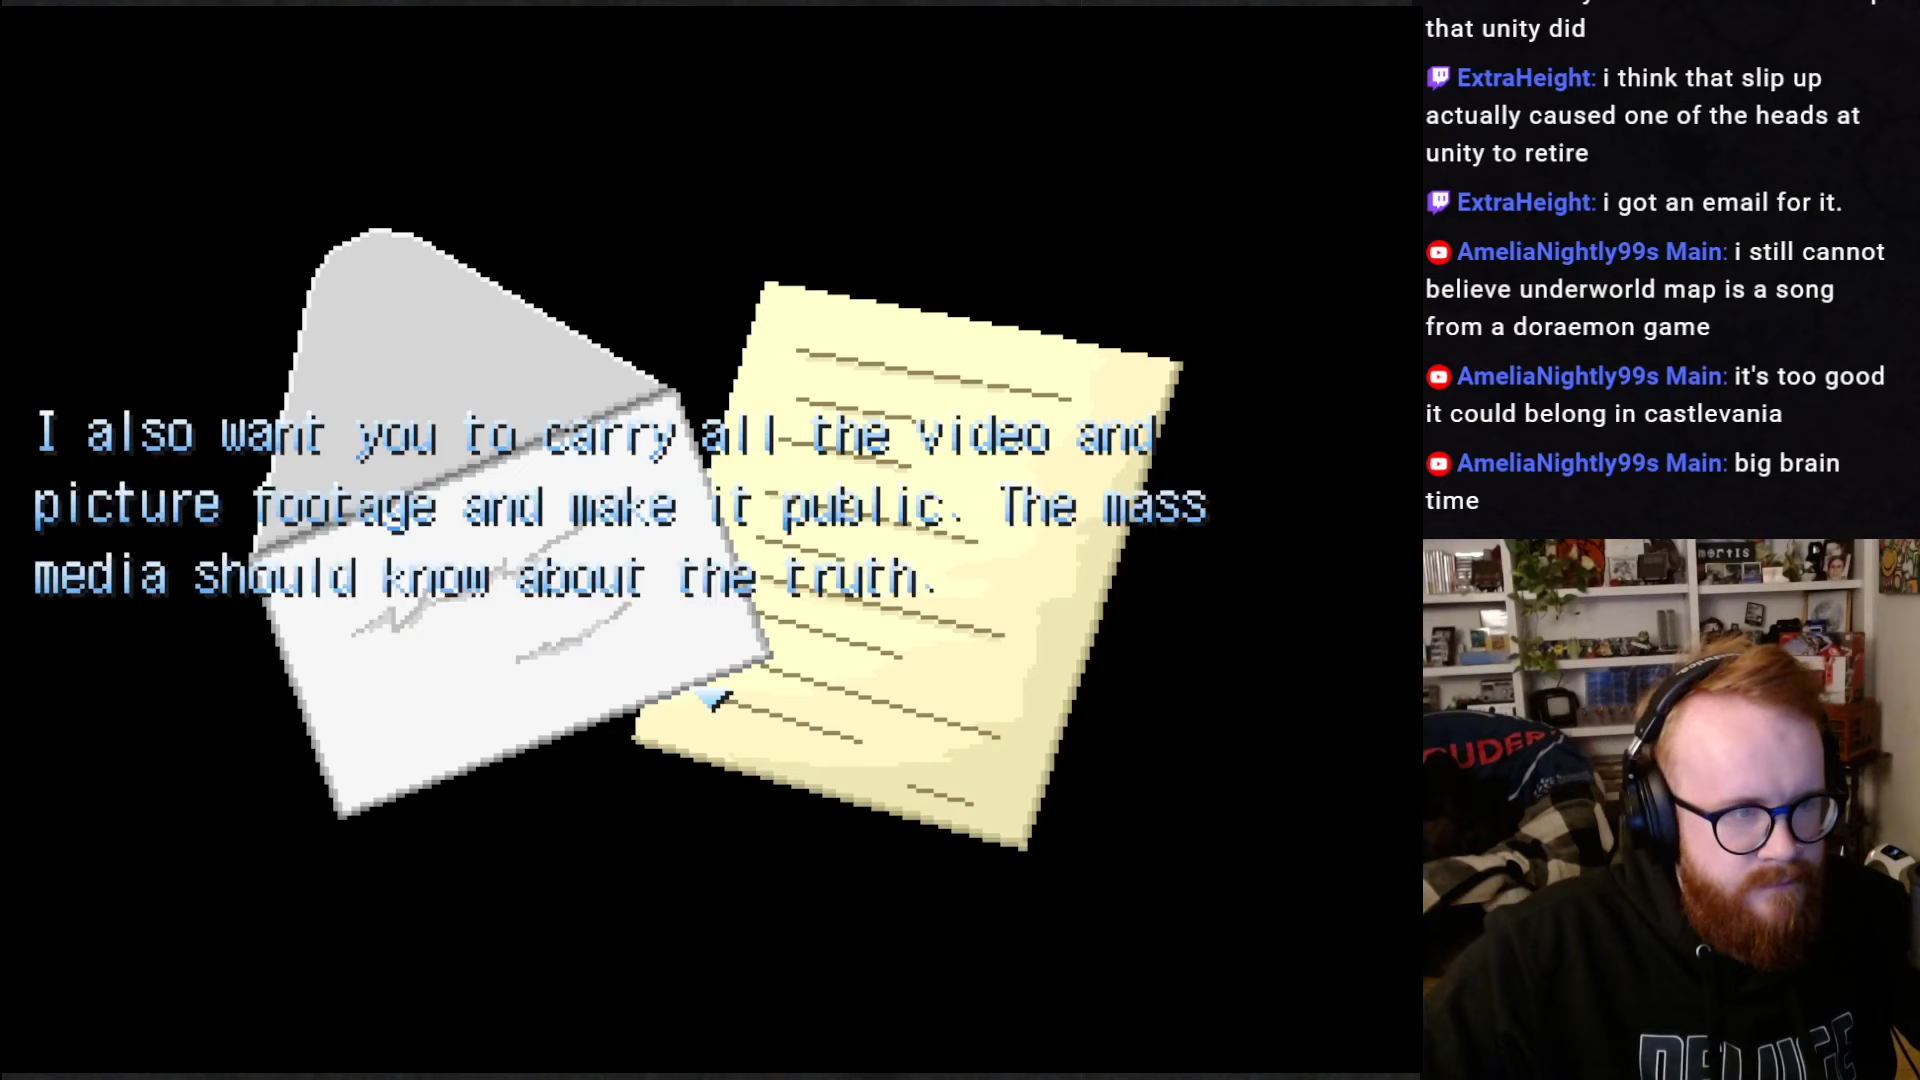 I also want you to carry all the video and
picture footage and make it public. The mass
media should know about the truth.
that unity did
ExtraHeight: i think that slip up
actually caused one of the heads at
unity to retire
ExtraHeight: i got an email for it.
AmeliaNightly99s Main: i still cannot
believe underworld map is a song
from a doraemon game
AmeliaNightly99s Main: it's too good
it could belong in castlevania
AmeliaNightly99s Main: big brain
time
mortis
CUDER
DELUGE